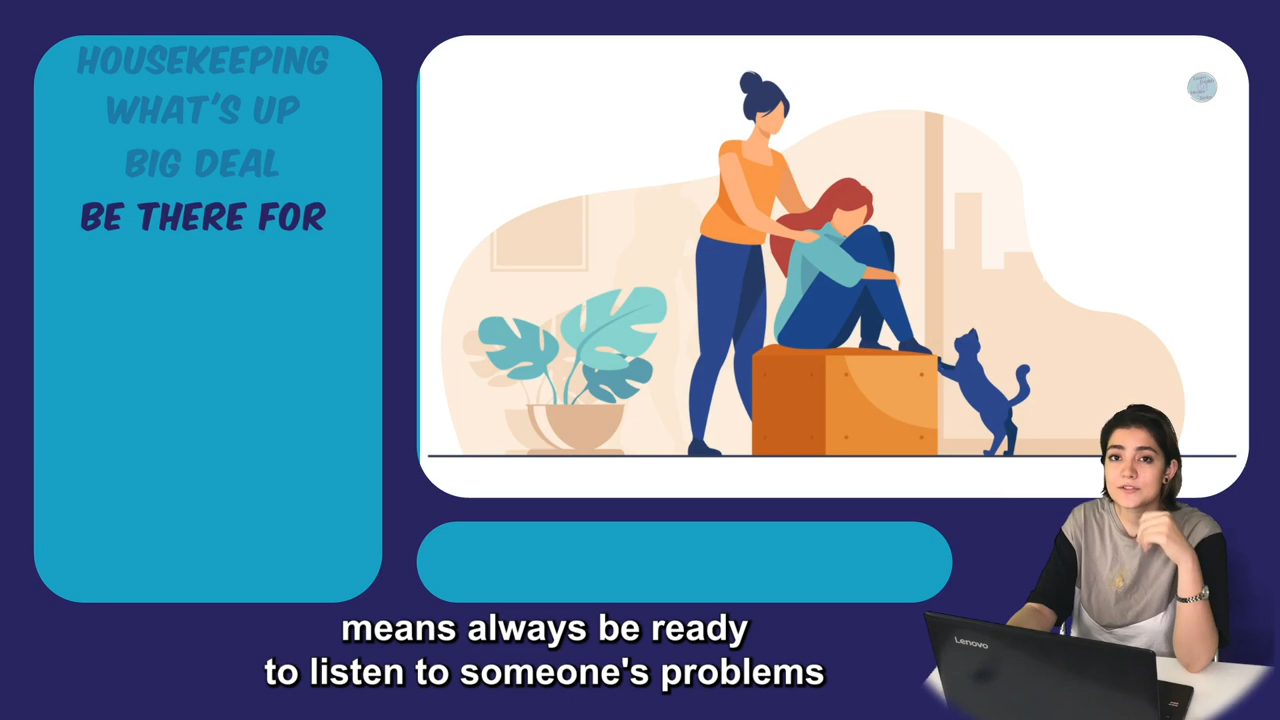 HOUSEKEEPING
WHAT'S UP
BIG DEAL
BE THERE FOR
means always be ready
to listen to someone's problems
Lenovo